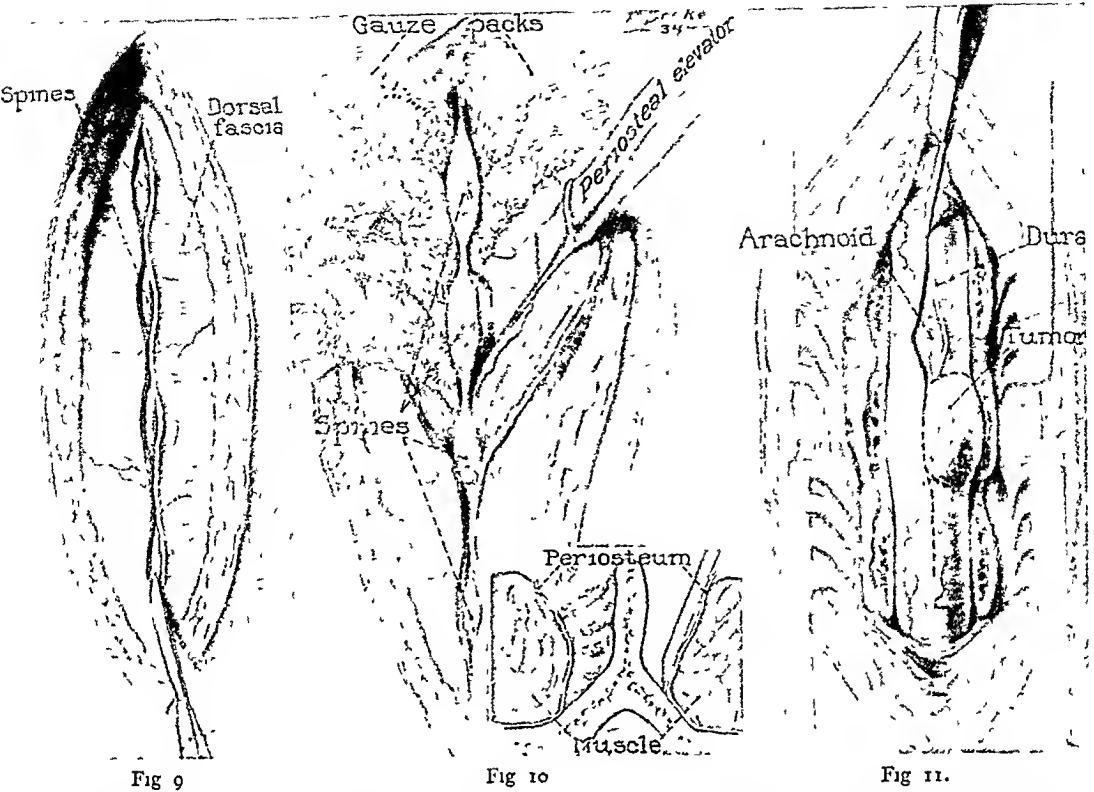 Spines
Dorsal
fascia
Gauze packs
34
periosteal elevator
Spines
Periosteum
Muscle
Arachnoid
Dura
Tumor
Fig 9
Fig 10
Fig 11.